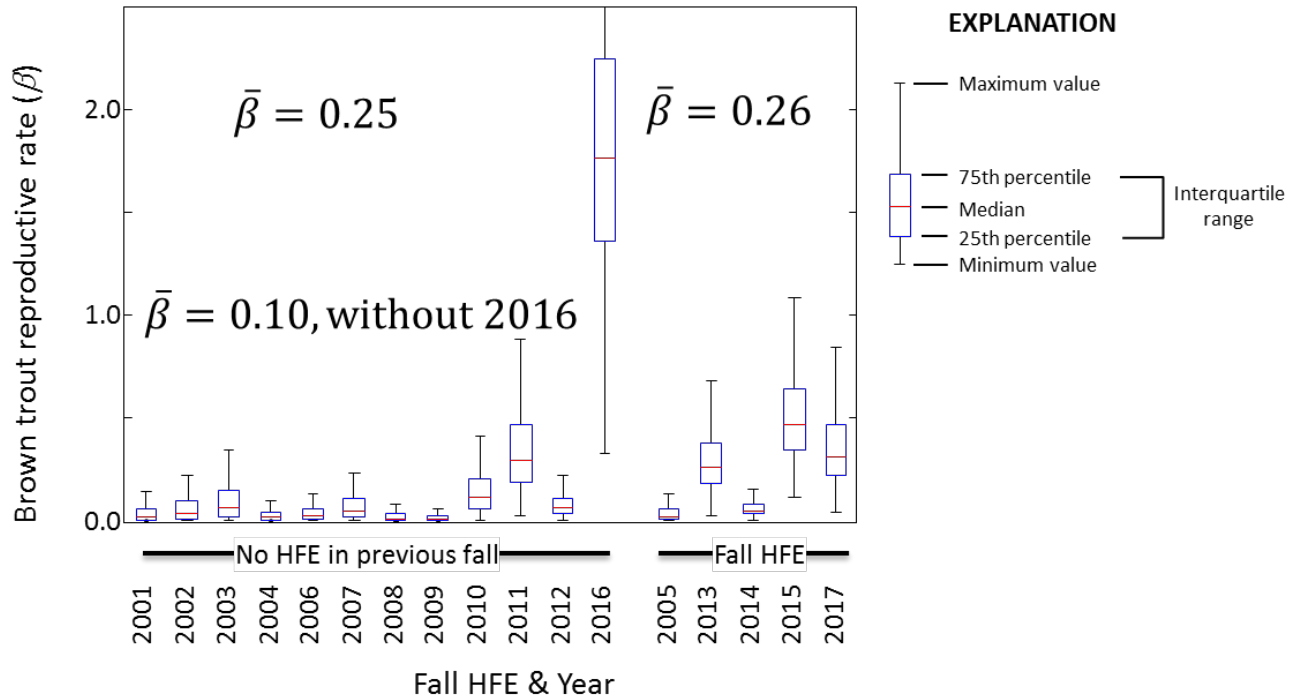 Brown trout reproductive rate (β)
2.0
1.0
0.0
β̄ = 0.25
β̄ = 0.26
β̄ = 0.10, without 2016
No HFE in previous fall
Fall HFE
2001
2002
2003
2004
2006
2007
2008
2009
2010
2011
2012
2016
2005
2013
2014
2015
2017
Fall HFE & Year
EXPLANATION
Maximum value
75th percentile
Median
25th percentile
Minimum value
Interquartile
range